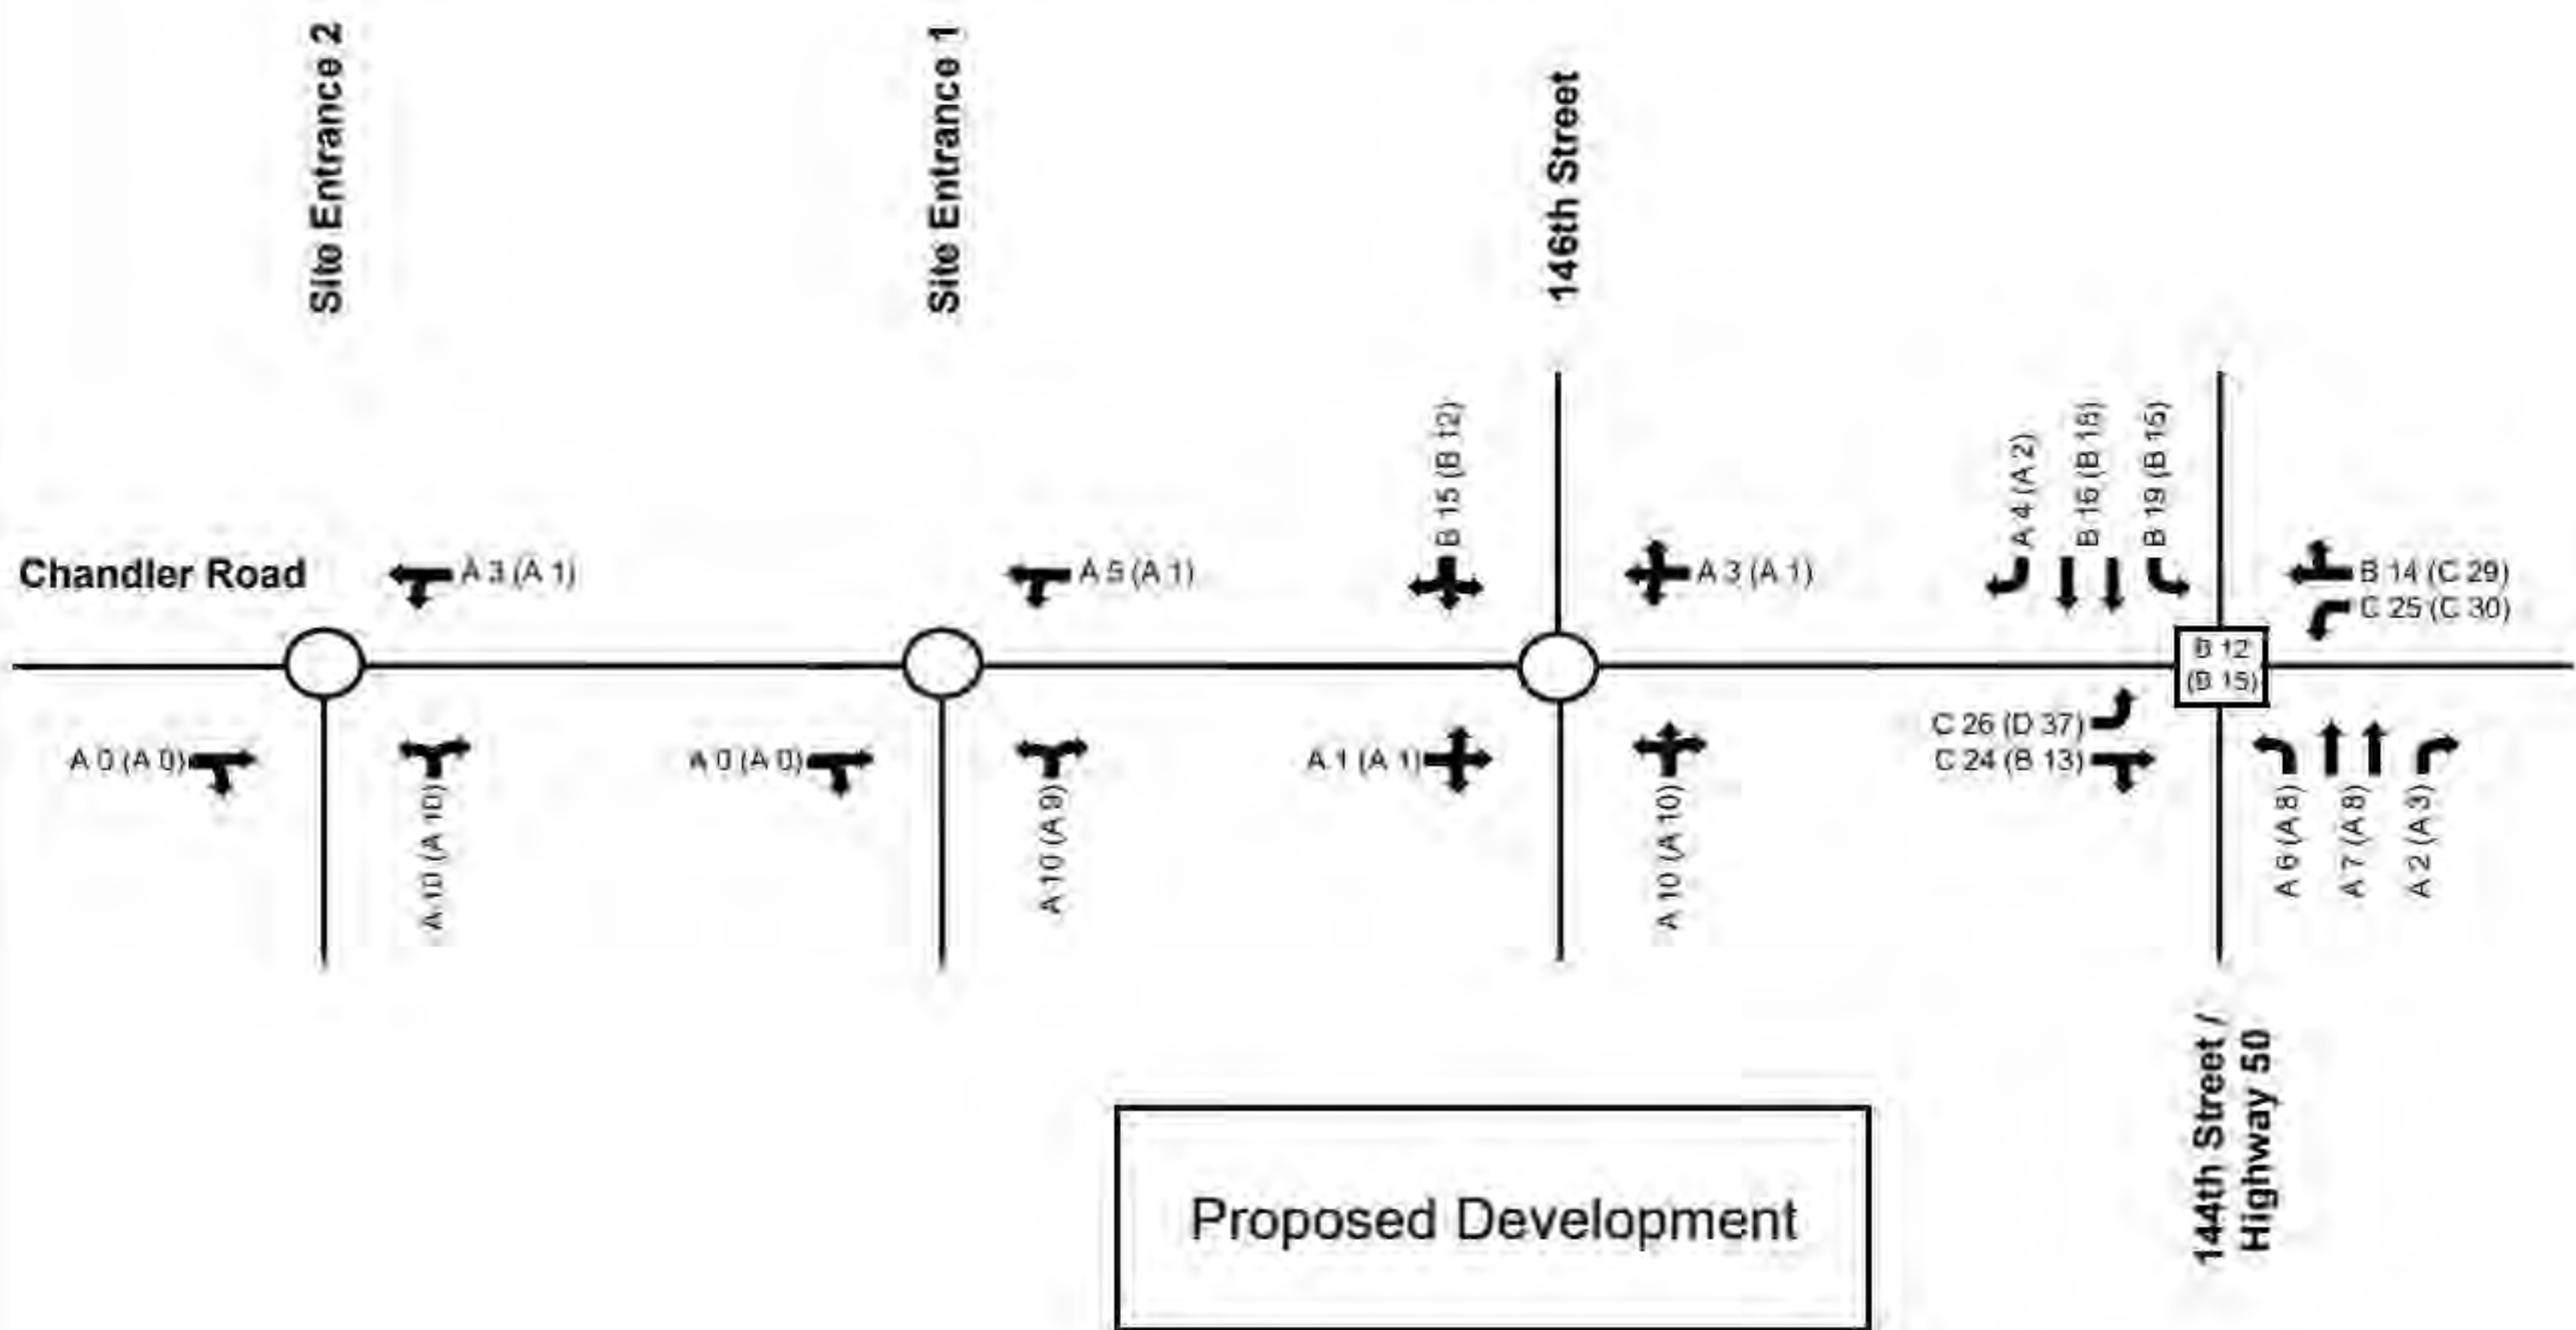 Site Entrance 2
Site Entrance 1
146th Street
B 15 (B 12)
A 4 (A 2)
B 16 (B 18)
B 19 (B 15)
Chandler Road
A 3 (A 1)
A 5 (A 1)
A 3 (A 1)
B 14 (C 29)
C 25 (C 30)
B 12
(B 15)
A 0 (A 0)
A 10 (A 10)
A 0 (A 0)
A 10 (A 9)
A 1 (A 1)
A 10 (A 10)
C 26 (D 37)
C 24 (B 13)
A 6 (A 8)
A 7 (A 8)
A 2 (A 3)
144th Street /
Highway 50
Proposed Development